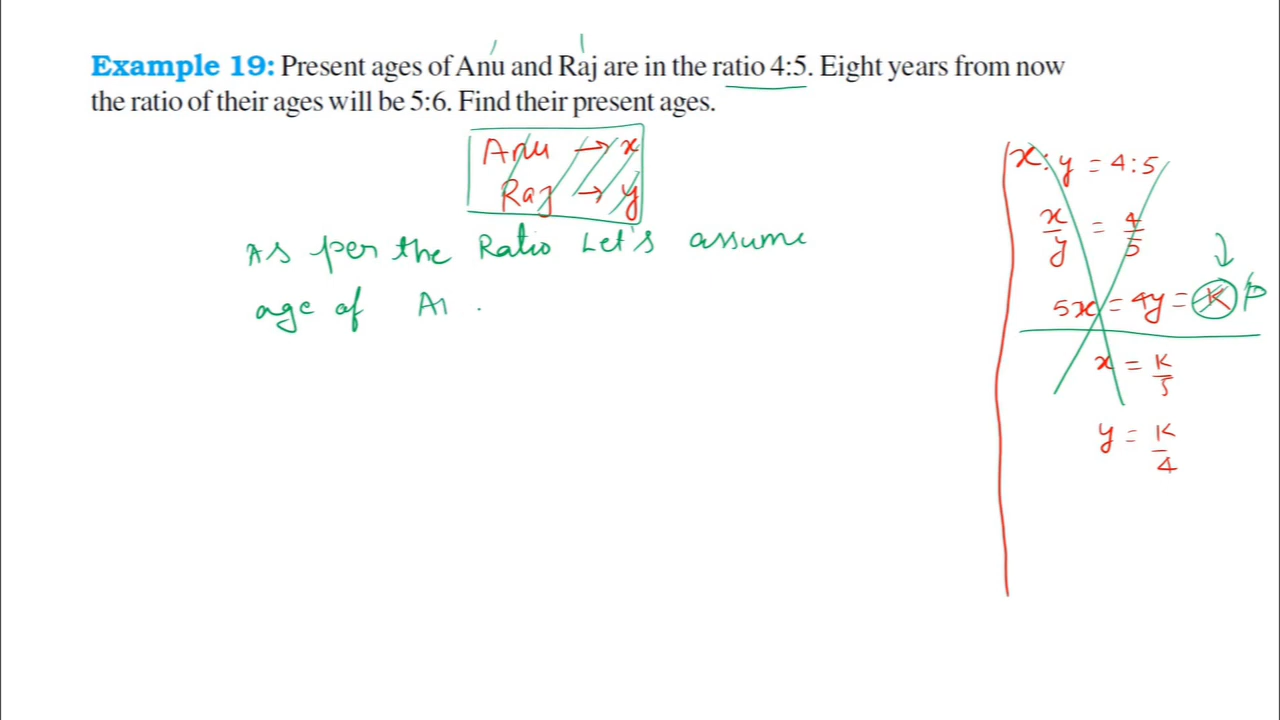 Example 19: Present ages of Anu and Raj are in the ratio 4:5. Eight years from now
the ratio of their ages will be 5:6. Find their present ages.
Anu → x
Raj → y
As per the Ratio Let's assume
age of An
x:y = 4:5
x/y = 4/5
5x = 4y = K p
x = K/5
y = K/4